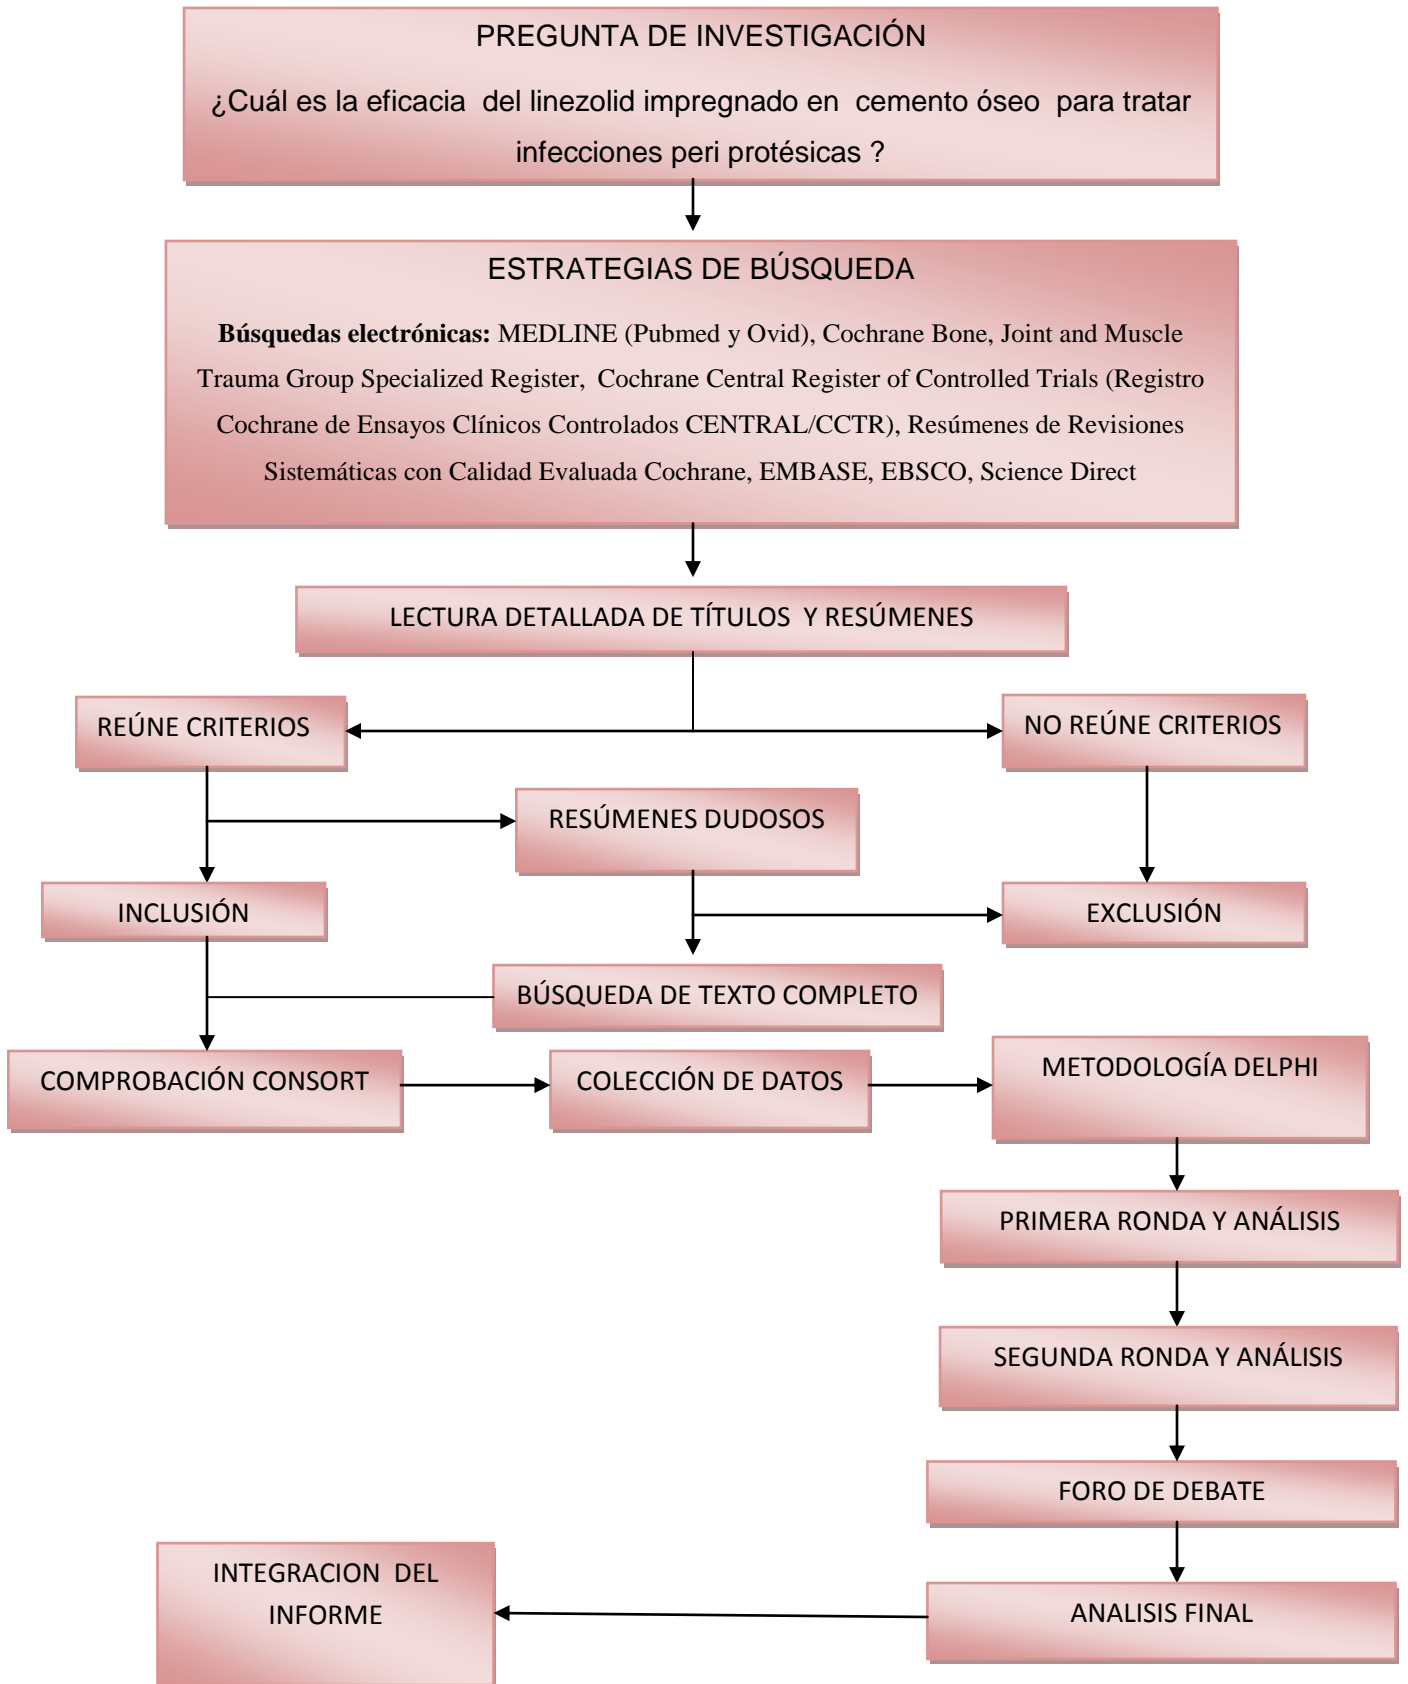 PREGUNTA DE INVESTIGACIÓN
¿Cuál es la eficacia del linezolid impregnado en cemento óseo para tratar
infecciones peri protésicas ?
ESTRATEGIAS DE BÚSQUEDA
Búsquedas electrónicas: MEDLINE (Pubmed y Ovid), Cochrane Bone, Joint and Muscle
Trauma Group Specialized Register, Cochrane Central Register of Controlled Trials (Registro
Cochrane de Ensayos Clínicos Controlados CENTRAL/CCTR), Resúmenes de Revisiones
Sistemáticas con Calidad Evaluada Cochrane, EMBASE, EBSCO, Science Direct
LECTURA DETALLADA DE TÍTULOS Y RESÚMENES
REÚNE CRITERIOS
NO REÚNE CRITERIOS
RESÚMENES DUDOSOS
INCLUSIÓN
EXCLUSIÓN
BÚSQUEDA DE TEXTO COMPLETO
COMPROBACIÓN CONSORT
COLECCIÓN DE DATOS
METODOLOGÍA DELPHI
PRIMERA RONDA Y ANÁLISIS
SEGUNDA RONDA Y ANÁLISIS
FORO DE DEBATE
ANALISIS FINAL
INTEGRACION DEL
INFORME